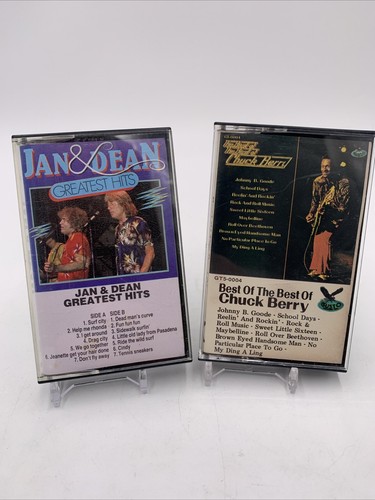 JAN & DEAN
GREATEST HITS
JAN & DEAN
GREATEST HITS
SIDE A
1. Surf city
2. Help me rhonda
3. I get around
4. Drag city
5. We go together
6. Jeanette get your hair done
7. Don't fly away
SIDE B
1. Dead man's curve
2. Fun fun fun
3. Sidewalk surfin'
4. Little old lady from Pasadena
5. Ride the wild surf
6. Cindy
7. Tennis sneakers
Chuck Berry
Johnny B. Goode
School Days
Reelin' And Rockin'
Rock And Roll Music
Sweet Little Sixteen
Maybelline
Roll Over Beethoven
Brown Eyed Handsome Man
No Particular Place to Go
My Ding A Ling
GTS-0004
Best Of The Best Of
Chuck Berry
Johnny B. Goode - School Days -
Reelin' And Rockin' - Rock &
Roll Music - Sweet Little Sixteen -
Maybelline - Roll Over Beethoven -
Brown Eyed Handsome Man - No
Particular Place To Go -
My Ding A Ling